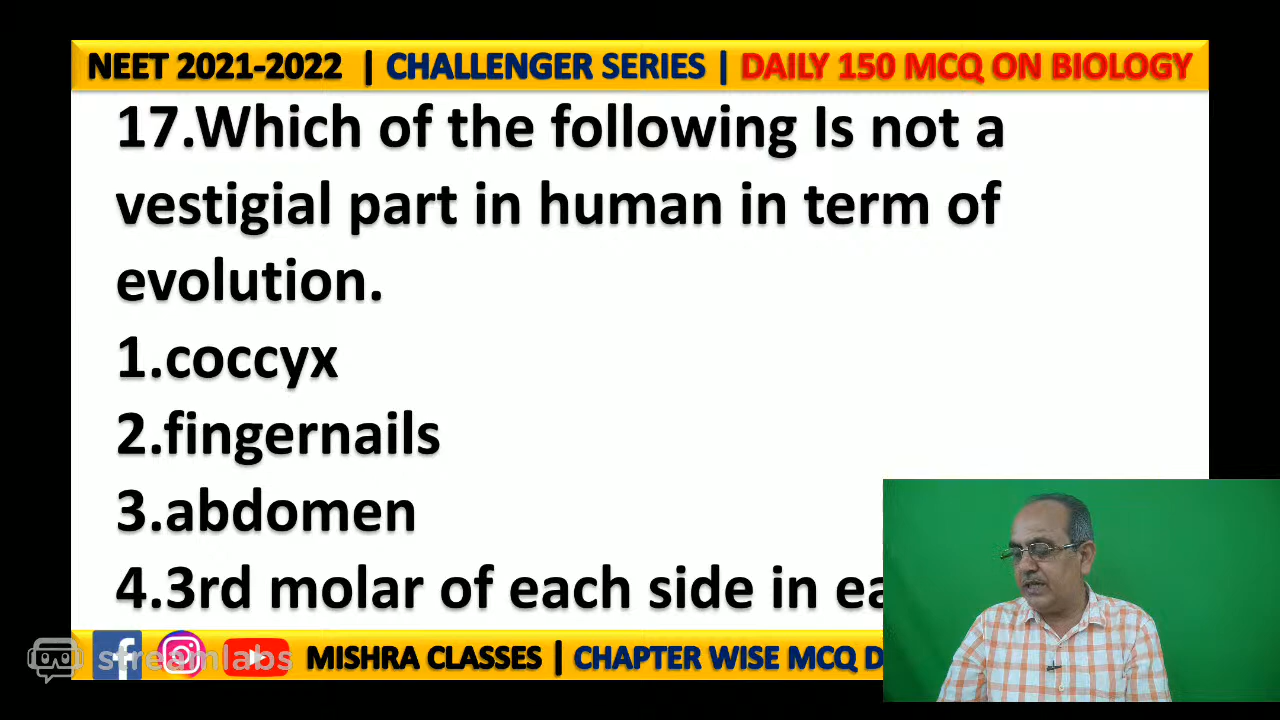 NEET 2021-2022 | CHALLENGER SERIES | DAILY 150 MCQ ON BIOLOGY
17.Which of the following Is not a
vestigial part in human in term of
evolution.
1.coccyx
2.fingernails
3.abdomen
4.3rd molar of each side in
streamlabs
MISHRA CLASSES | CHAPTER WISE MCQ